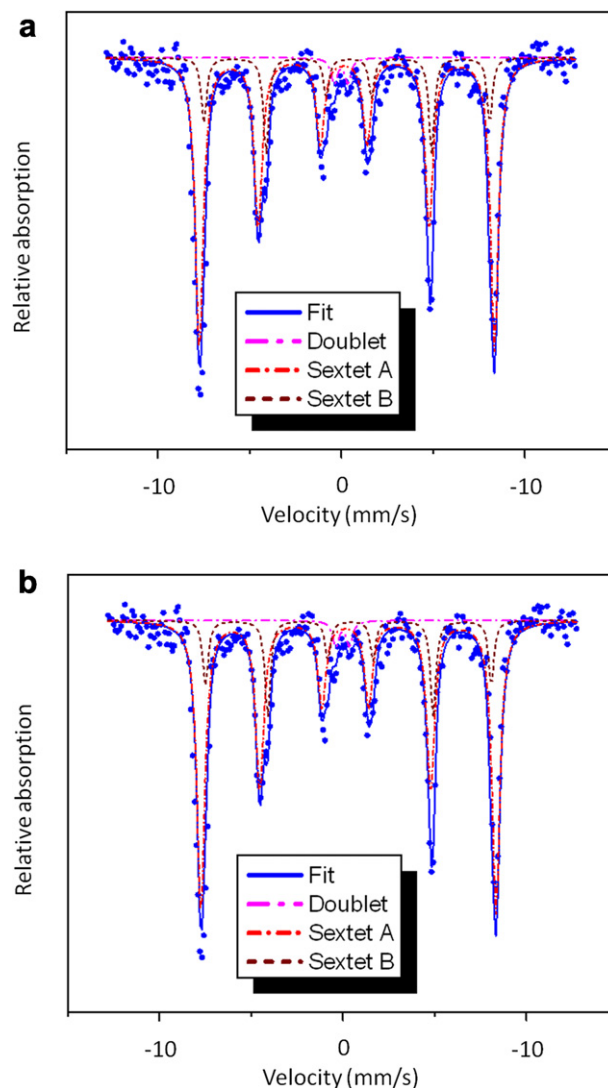 a
Relative absorption
Fit
Doublet
Sextet A
Sextet B
-10
0
-10
Velocity (mm/s)
b
Relative absorption
Fit
Doublet
Sextet A
Sextet B
-10
0
-10
Velocity (mm/s)